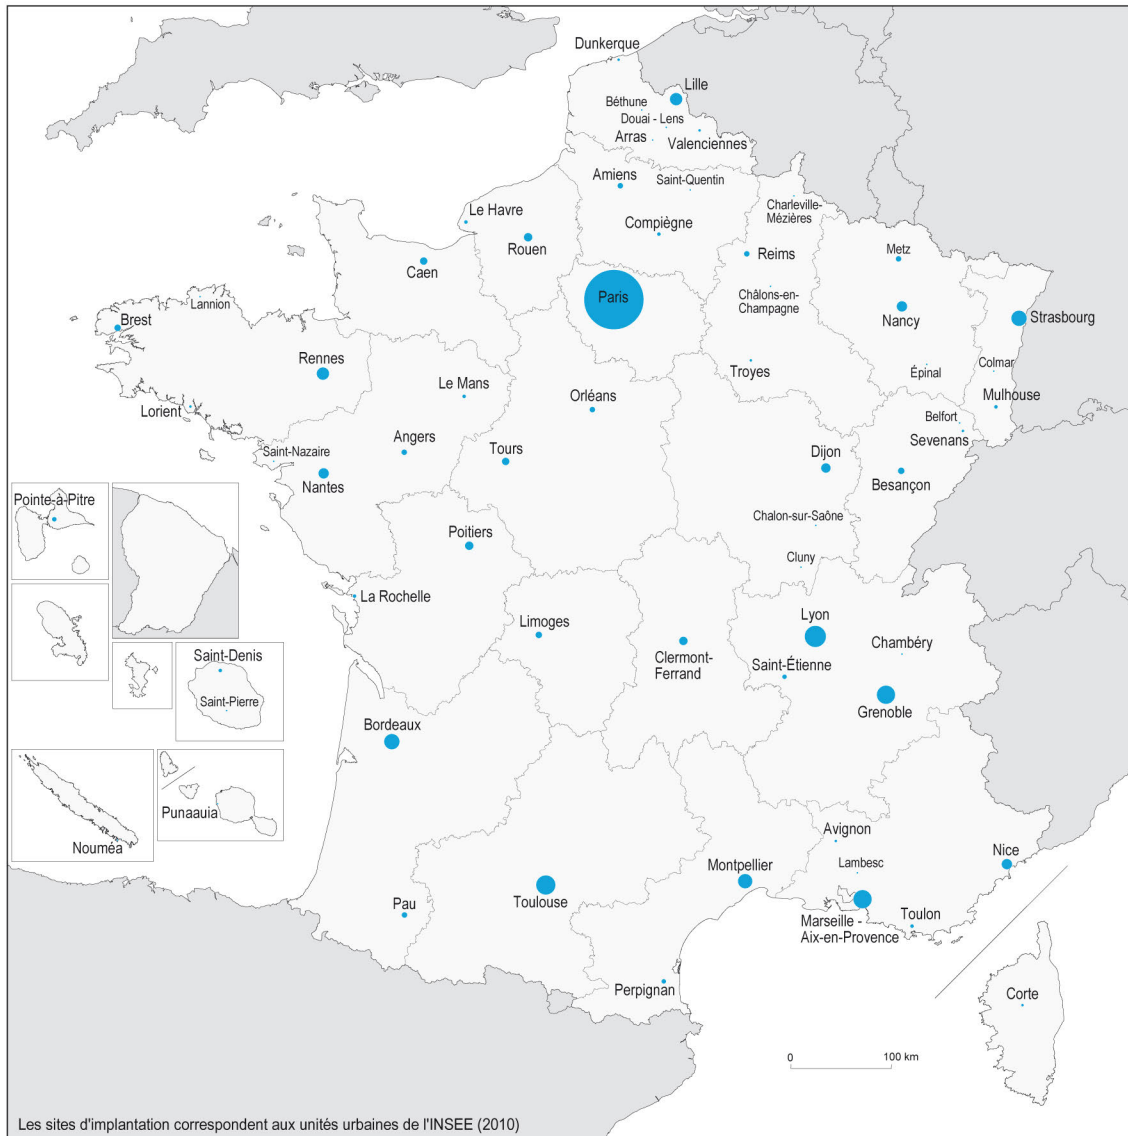 Dunkerque
Lille
Béthune
Douai - Lens
Arras
Valenciennes
Amiens
Saint-Quentin
Charleville-
Mézières
Le Havre
Compiègne
Rouen
Reims
Metz
Caen
Paris
Châlons-en-
Champagne
Nancy
Strasbourg
Lannion
Brest
Rennes
Troyes
Épinal
Colmar
Le Mans
Orléans
Mulhouse
Lorient
Belfort
Angers
Sevenans
Saint-Nazaire
Tours
Dijon
Nantes
Besançon
Pointe-à-Pitre
Chalon-sur-Saône
Poitiers
Cluny
La Rochelle
Lyon
Limoges
Chambéry
Clermont-
Ferrand
Saint-Étienne
Saint-Denis
Saint-Pierre
Grenoble
Bordeaux
Punaauia
Nouméa
Avignon
Nice
Lambesc
Montpellier
Toulouse
Pau
Marseille -
Aix-en-Provence
Toulon
Perpignan
Corte
0 100 km
Les sites d'implantation correspondent aux unités urbaines de l'INSEE (2010)